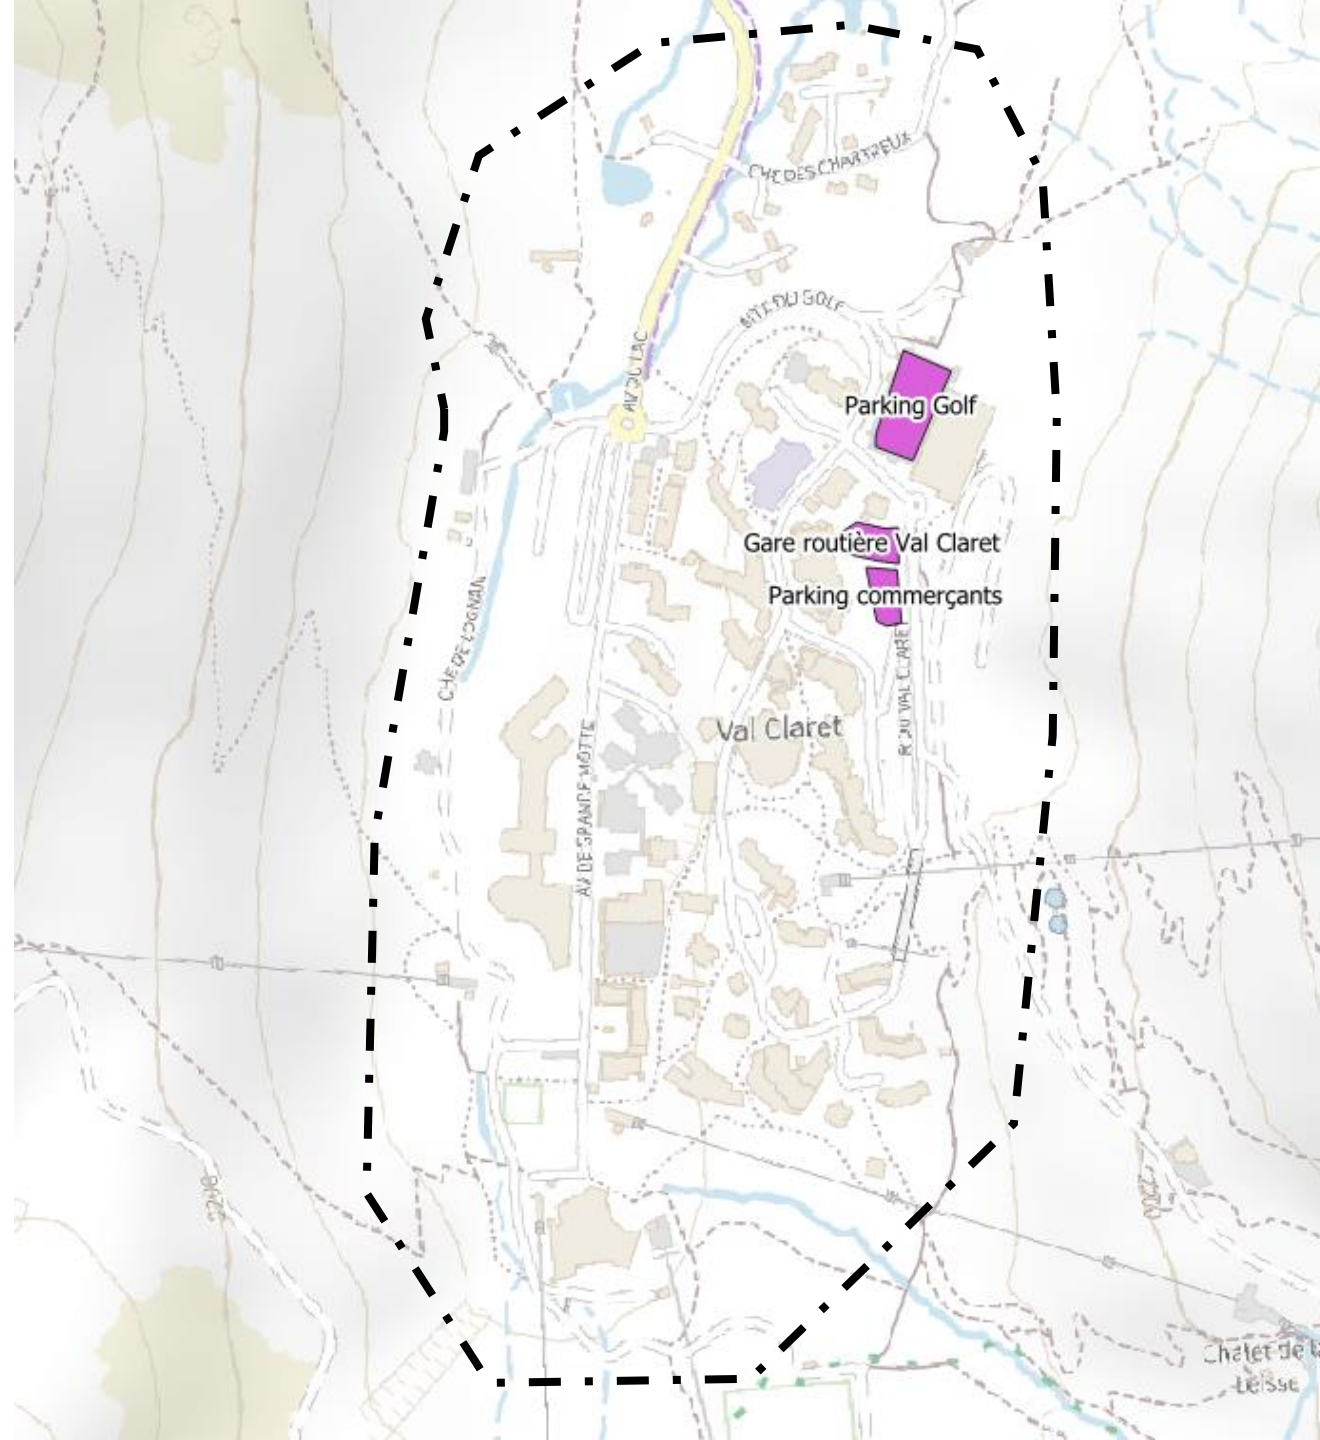 CHE DES CHARTREUX
RTE DU GOLF
AV DU LAC
Parking Golf
Gare routière Val Claret
Parking commerçants
CHE DE LOGNAN
R DU VAL CLARET
Val Claret
AV DE GRANDE MOTTE
2200
Chalet de la
Leisse